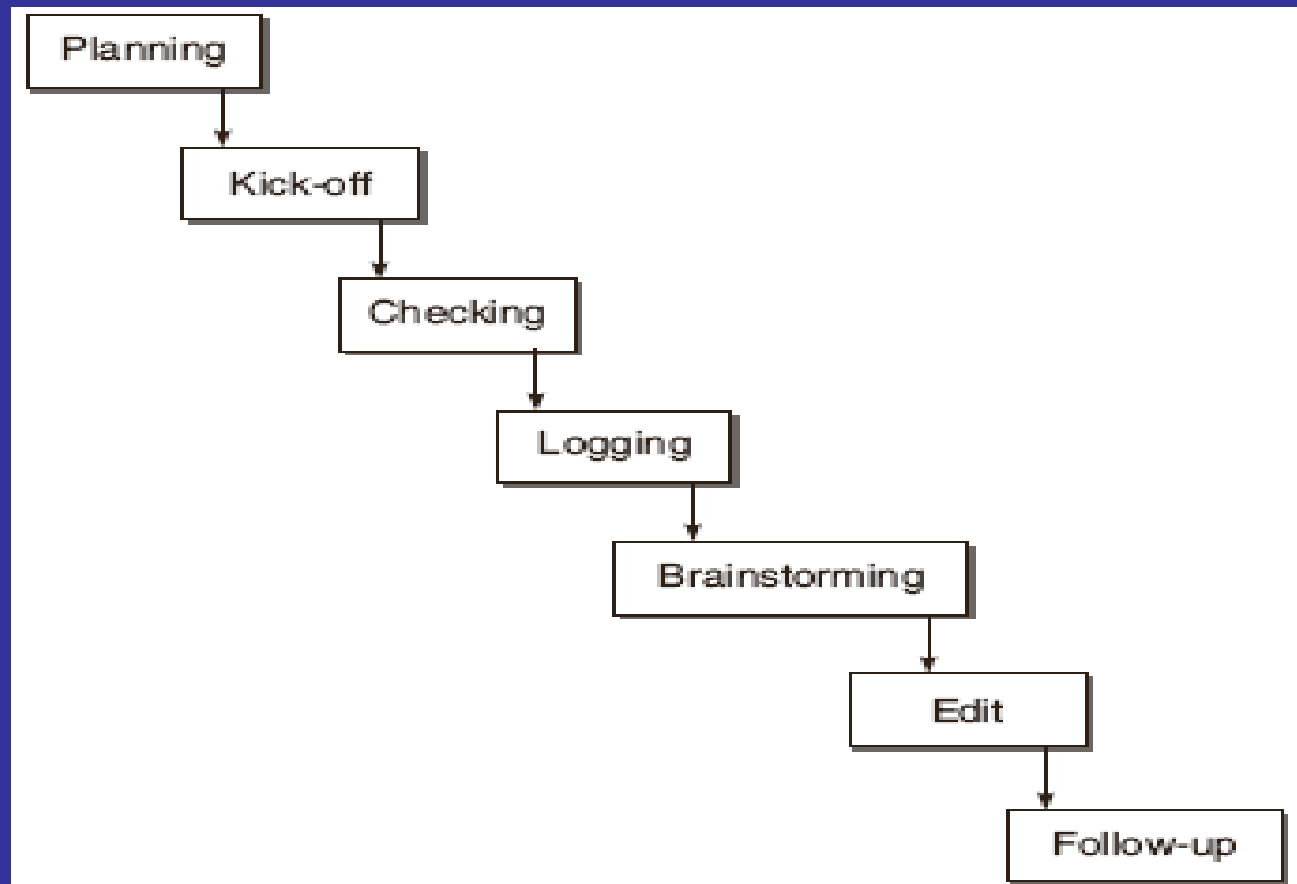 Planning
Kick-off
Checking
Logging
Brainstorming
Edit
Follow-up